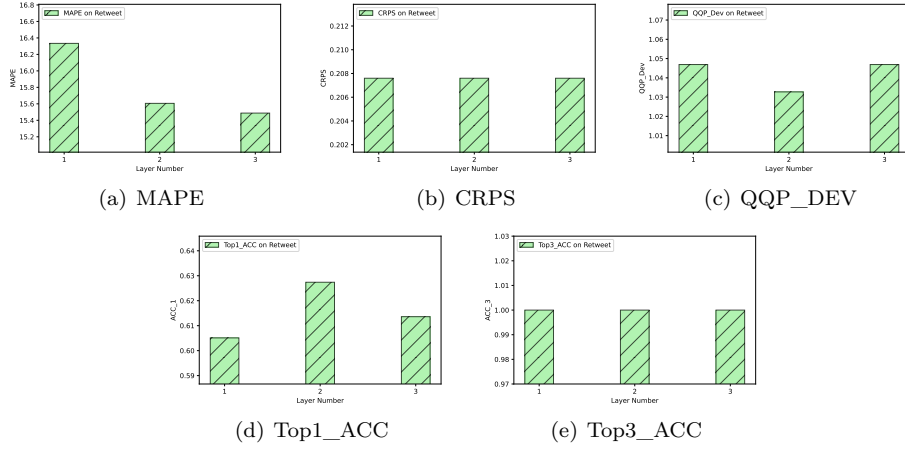 16.8
16.6
16.4
16.2
16.0
15.8
15.6
15.4
15.2
MAPE
MAPE on Retweet
1 2 3
Layer Number
(a) MAPE
0.212
0.210
0.208
0.206
0.204
0.202
CRPS
CRPS on Retweet
1 2 3
Layer Number
(b) CRPS
1.07
1.06
1.05
1.04
1.03
1.02
1.01
QQP_Dev
QQP_Dev on Retweet
1 2 3
Layer Number
(c) QQP_DEV
0.64
0.63
0.62
0.61
0.60
0.59
ACC_1
Top1_ACC on Retweet
1 2 3
Layer Number
(d) Top1_ACC
1.03
1.02
1.01
1.00
0.99
0.98
0.97
ACC_3
Top3_ACC on Retweet
1 2 3
Layer Number
(e) Top3_ACC